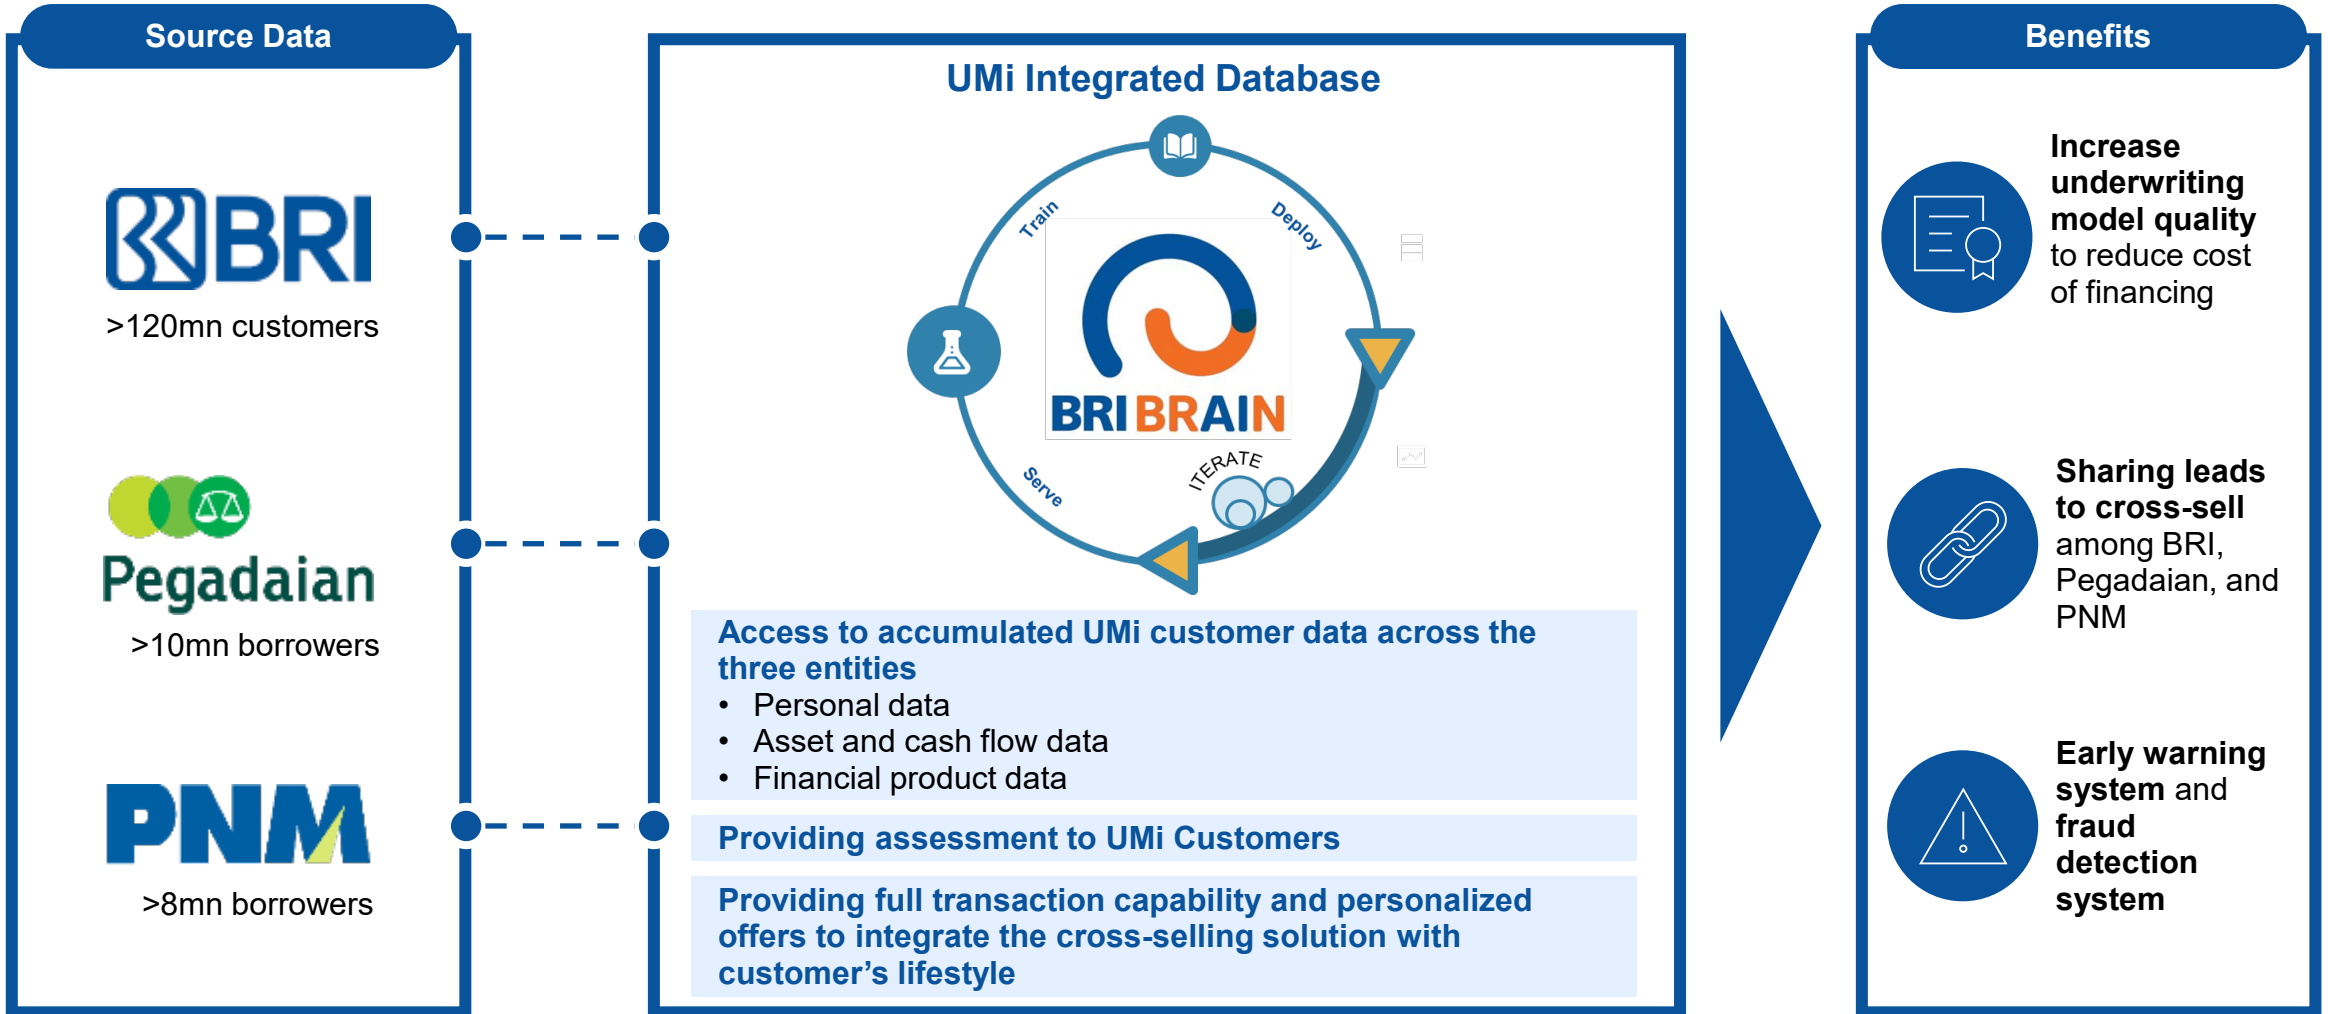 Source Data
BRI
>120mn customers
Pegadaian
>10mn borrowers
PNM
>8mn borrowers
UMi Integrated Database
Train
Deploy
BRIBRAIN
ITERATE
Serve
Access to accumulated UMi customer data across the
three entities
• Personal data
• Asset and cash flow data
• Financial product data
Providing assessment to UMi Customers
Providing full transaction capability and personalized
offers to integrate the cross-selling solution with
customer’s lifestyle
Benefits
Increase
underwriting
model quality
to reduce cost
of financing
Sharing leads
to cross-sell
among BRI,
Pegadaian, and
PNM
Early warning
system and
fraud
detection
system